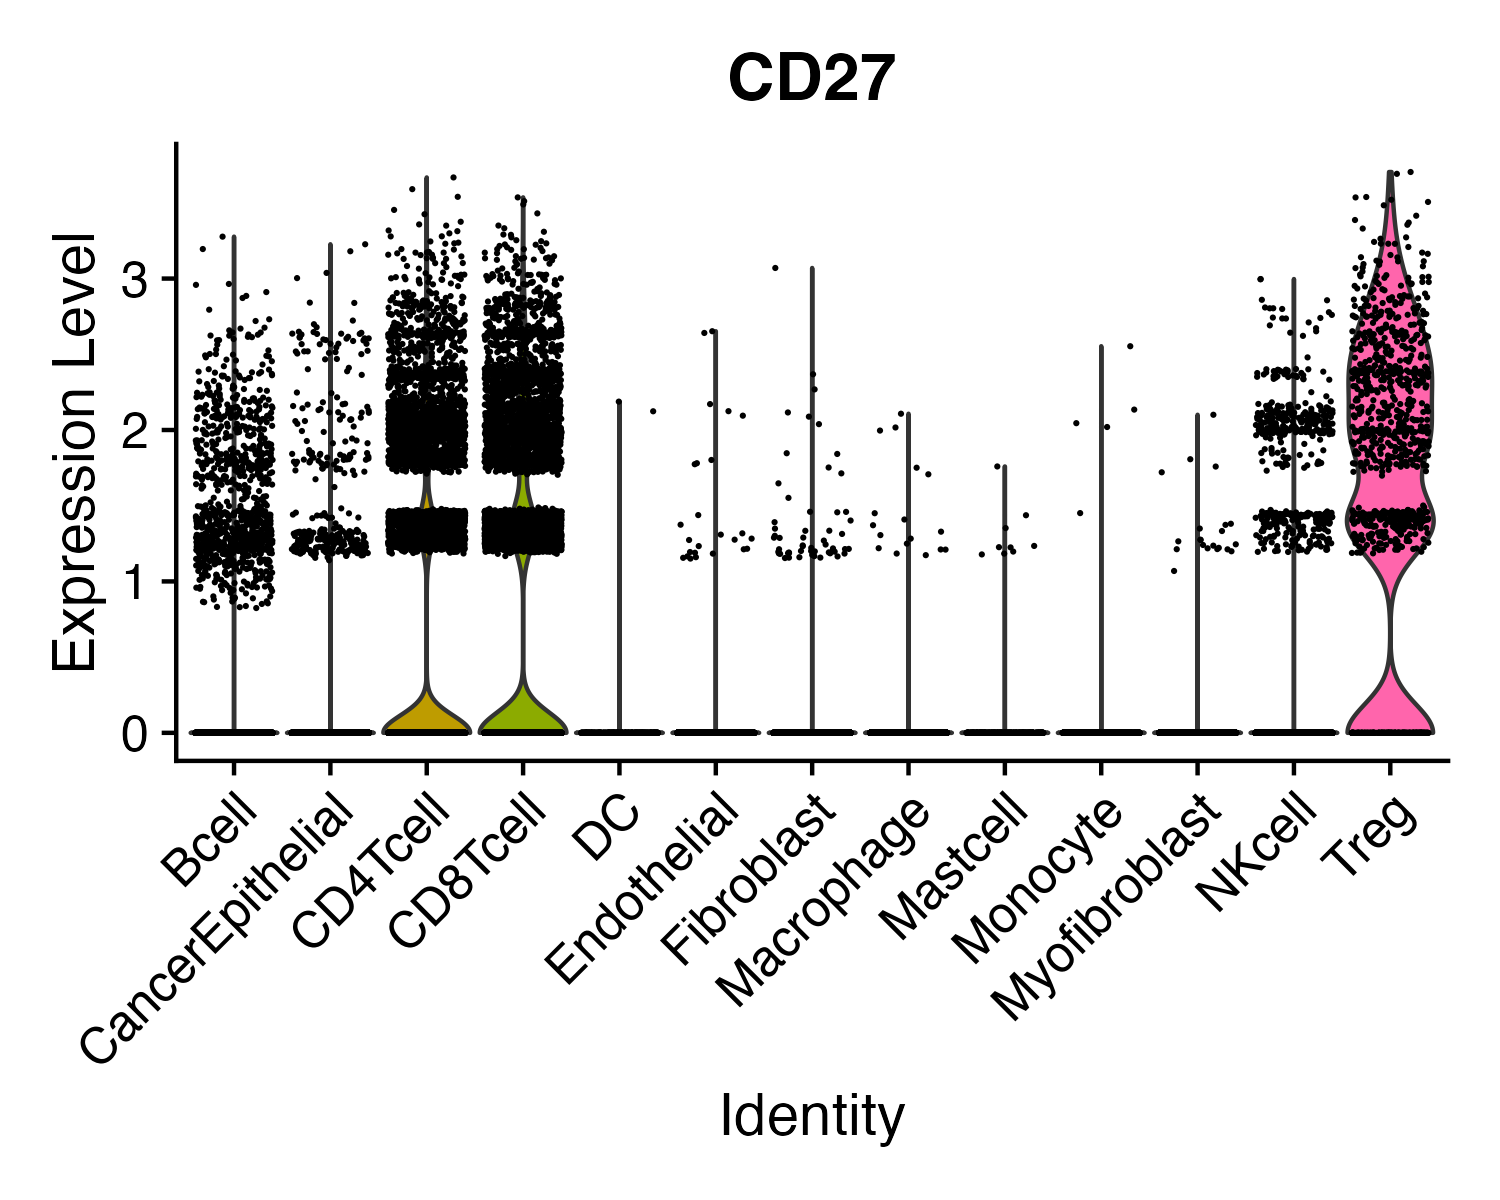 CD27
Expression Level
3
2
1
0
Bcell
CancerEpithelial
CD4Tcell
CD8Tcell
DC
Endothelial
Fibroblast
Macrophage
Mastcell
Monocyte
Myofibroblast
NKcell
Treg
Identity